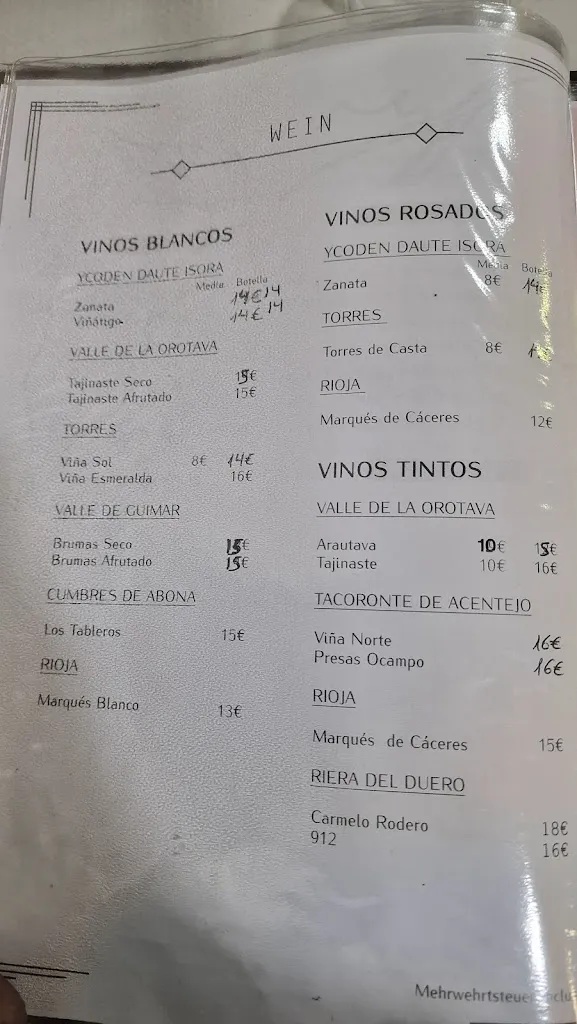 WEIN
VINOS BLANCOS
YCODEN DAUTE ISORA
Media Botella
Zanata 14€ 14
Viñátigo 14€ 14
VALLE DE LA OROTAVA
Tajinaste Seco 15€
Tajinaste Afrutado 15€
TORRES
Viña Sol 8€ 14€
Viña Esmeralda 16€
VALLE DE GUIMAR
Brumas Seco 15€
Brumas Afrutado 15€
CUMBRES DE ABONA
Los Tableros 15€
RIOJA
Marqués Blanco 13€
VINOS ROSADOS
YCODEN DAUTE ISORA
Media Botella
Zanata 8€ 14€
TORRES
Torres de Casta 8€
RIOJA
Marqués de Cáceres 12€
VINOS TINTOS
VALLE DE LA OROTAVA
Arautava 10€ 15€
Tajinaste 10€ 16€
TACORONTE DE ACENTEJO
Viña Norte 16€
Presas Ocampo 16€
RIOJA
Marqués de Cáceres 15€
RIERA DEL DUERO
Carmelo Rodero 18€
912 16€